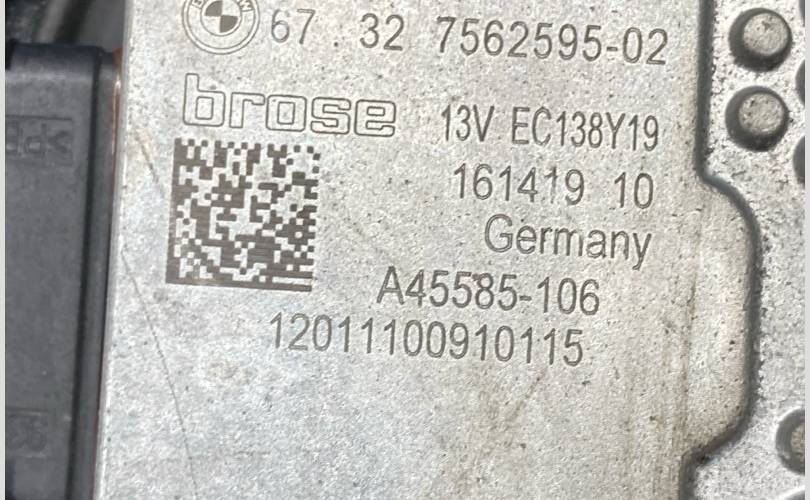 67.32 7562595-02
brose 13V EC138Y19
161419 10
Germany
A45585-106
12011100910115